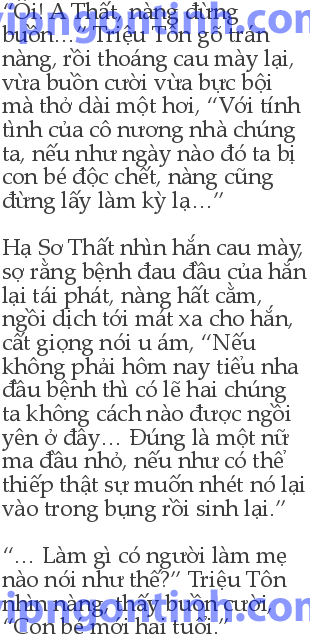 “Ôi! A Thất, nàng đừng
buồn…” Triệu Tôn gõ trán
nàng, rồi thoáng cau mày lại,
vừa buồn cười vừa bực bội
mà thở dài một hơi, “Với tính
tình của cô nương nhà chúng
ta, nếu như ngày nào đó ta bị
con bé độc chết, nàng cũng
đừng lấy làm kỳ lạ…”
Hạ Sơ Thất nhìn hắn cau mày,
sợ rằng bệnh đau đầu của hắn
lại tái phát, nàng hất cằm,
ngồi dịch tới mát xa cho hắn,
cất giọng nói u ám, “Nếu
không phải hôm nay tiểu nha
đầu bệnh thì có lẽ hai chúng
ta không cách nào được ngồi
yên ở đây… Đúng là một nữ
ma đầu nhỏ, nếu như có thể
thiếp thật sự muốn nhét nó lại
vào trong bụng rồi sinh lại.”
“… Làm gì có người làm mẹ
nào nói như thế?” Triệu Tôn
nhìn nàng, thấy buồn cười,
“Con bé mới hai tuổi.”